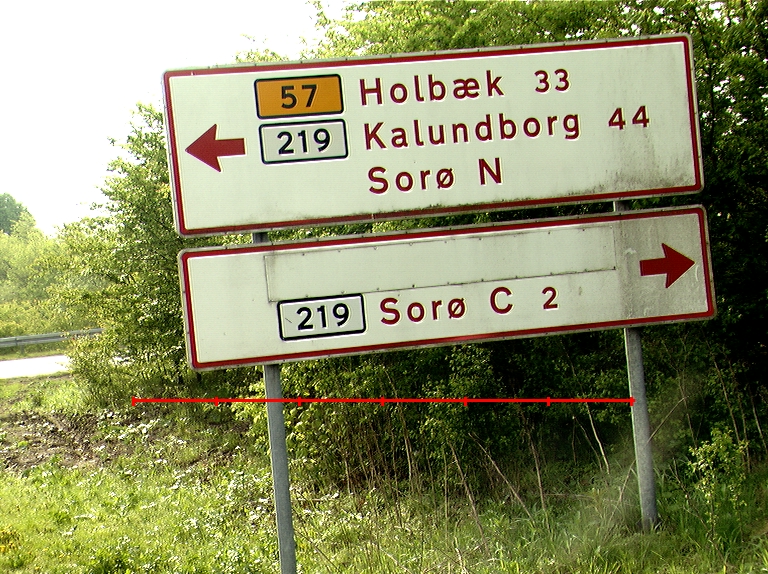 57 Holbæk 33
219 Kalundborg 44
Sorø N
219 Sorø C 2